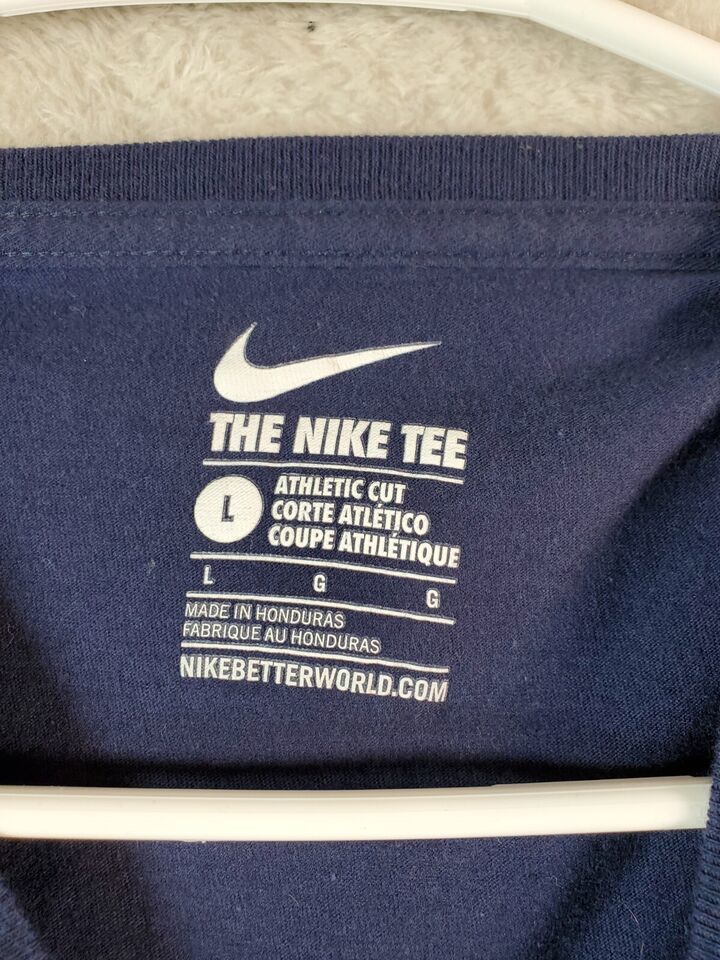 THE NIKE TEE
L
ATHLETIC CUT
CORTE ATLÉTICO
COUPE ATHLÉTIQUE
L G G
MADE IN HONDURAS
FABRIQUE AU HONDURAS
NIKEBETTERWORLD.COM